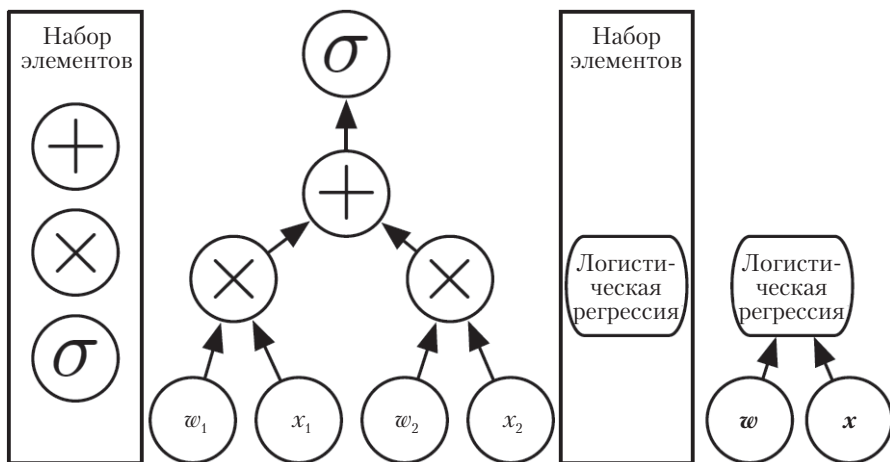 Набор
элементов
+
×
σ
σ
+
×
×
w₁
x₁
w₂
x₂
Набор
элементов
Логисти-
ческая
регрессия
Логисти-
ческая
регрессия
w
x